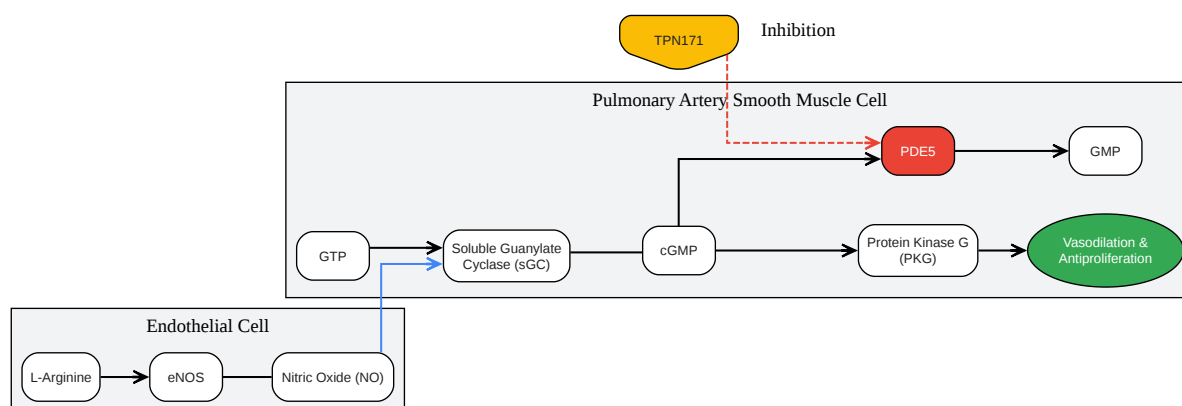 TPN171
Inhibition
Pulmonary Artery Smooth Muscle Cell
PDE5
GMP
GTP
Soluble Guanylate
Cyclase (sGC)
cGMP
Protein Kinase G
(PKG)
Vasodilation &
Antiproliferation
Endothelial Cell
L-Arginine
eNOS
Nitric Oxide (NO)